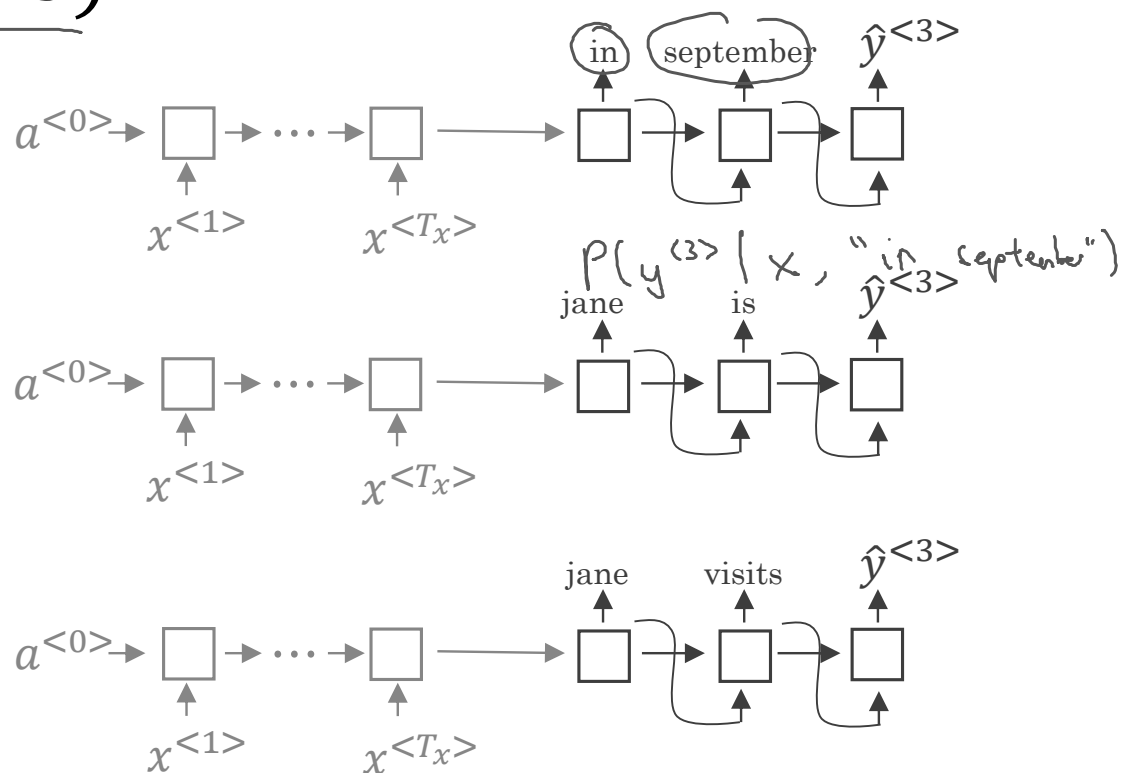 in september ŷ<3>
a<0> ...
x<1> x<Tx>
P(y<3> | x, "in september")
jane is ŷ<3>
a<0> ...
x<1> x<Tx>
jane visits ŷ<3>
a<0> ...
x<1> x<Tx>